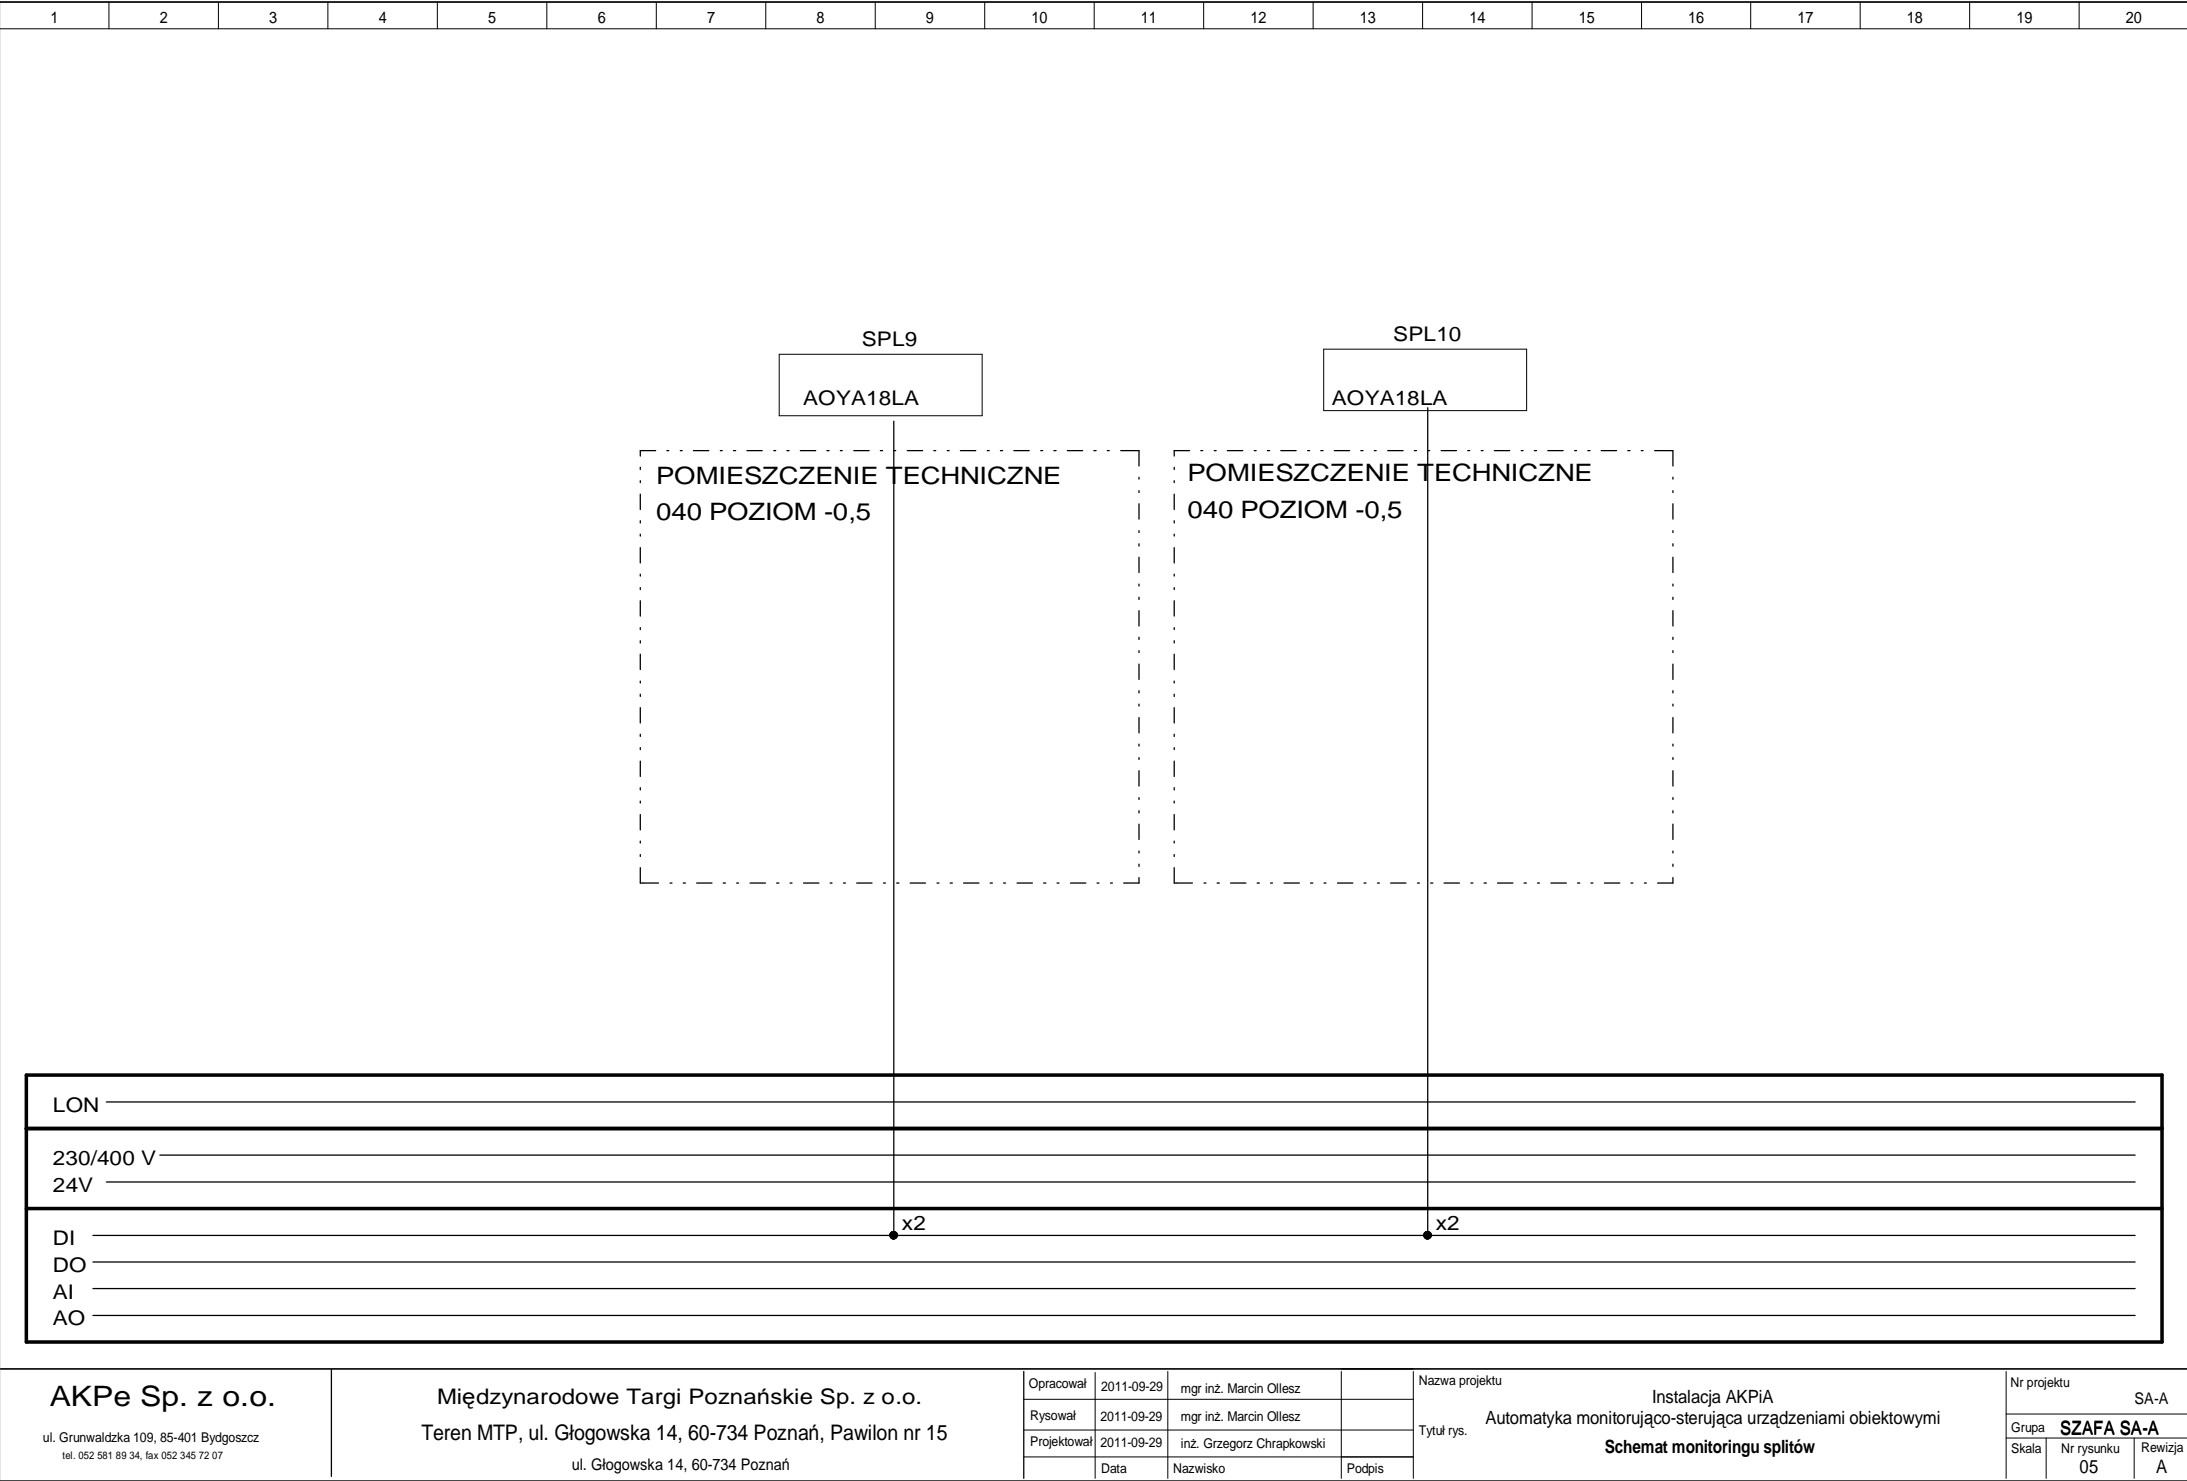 1 2 3 4 5 6 7 8 9 10 11 12 13 14 15 16 17 18 19 20
SPL9
AOYA18LA
SPL10
AOYA18LA
POMIESZCZENIE TECHNICZNE
040 POZIOM -0,5
POMIESZCZENIE TECHNICZNE
040 POZIOM -0,5
LON
230/400 V
24V
x2
x2
DI
DO
AI
AO
AKPe Sp. z o.o.
ul. Grunwaldzka 109, 85-401 Bydgoszcz
tel. 052 581 89 34, fax 052 345 72 07
Międzynarodowe Targi Poznańskie Sp. z o.o.
Teren MTP, ul. Głogowska 14, 60-734 Poznań, Pawilon nr 15
ul. Głogowska 14, 60-734 Poznań
Opracował 2011-09-29 mgr inż. Marcin Ollesz
Rysował 2011-09-29 mgr inż. Marcin Ollesz
Projektował 2011-09-29 inż. Grzegorz Chrapkowski
Data Nazwisko Podpis
Nazwa projektu
Instalacja AKPiA
Automatyka monitorująco-sterująca urządzeniami obiektowymi
Tytuł rys.
Schemat monitoringu splitów
Nr projektu
SA-A
Grupa SZAFA SA-A
Skala Nr rysunku Rewizja
05 A